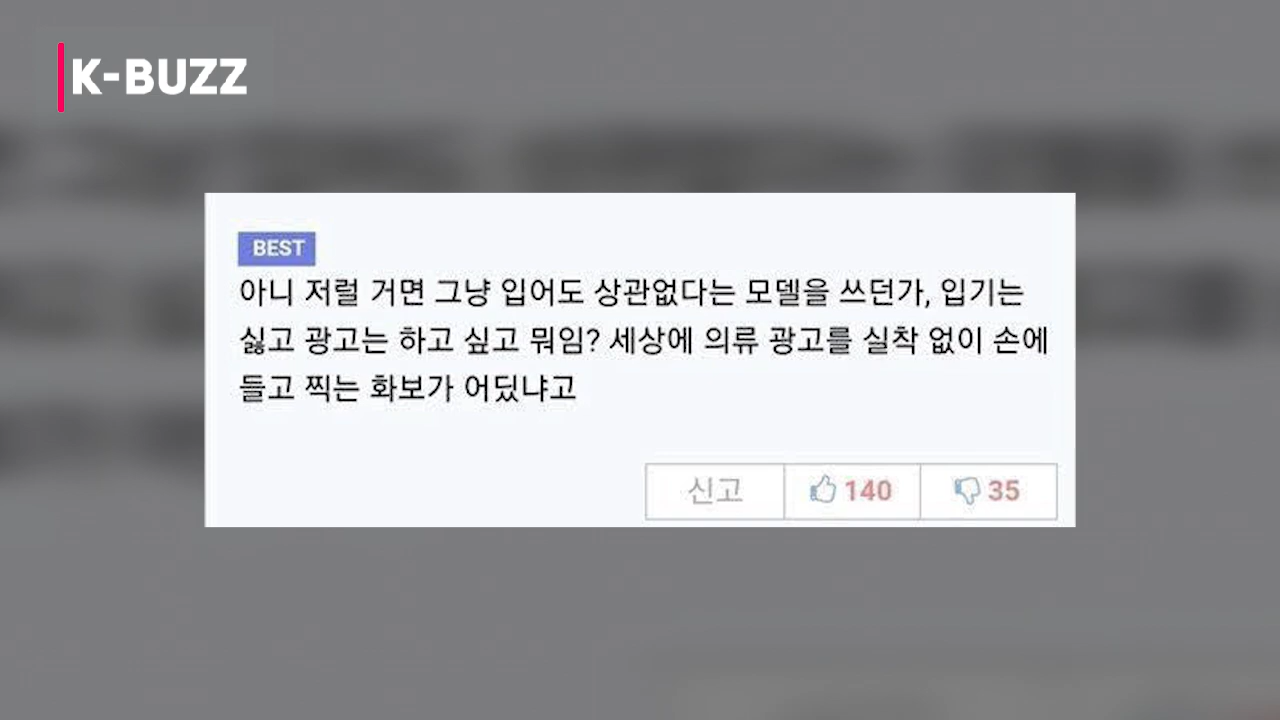 K-BUZZ
BEST
아니 저럴 거면 그냥 입어도 상관없다는 모델을 쓰던가, 입기는
싫고 광고는 하고 싶고 뭐임? 세상에 의류 광고를 실착 없이 손에
들고 찍는 화보가 어딨냐고
신고 140 35